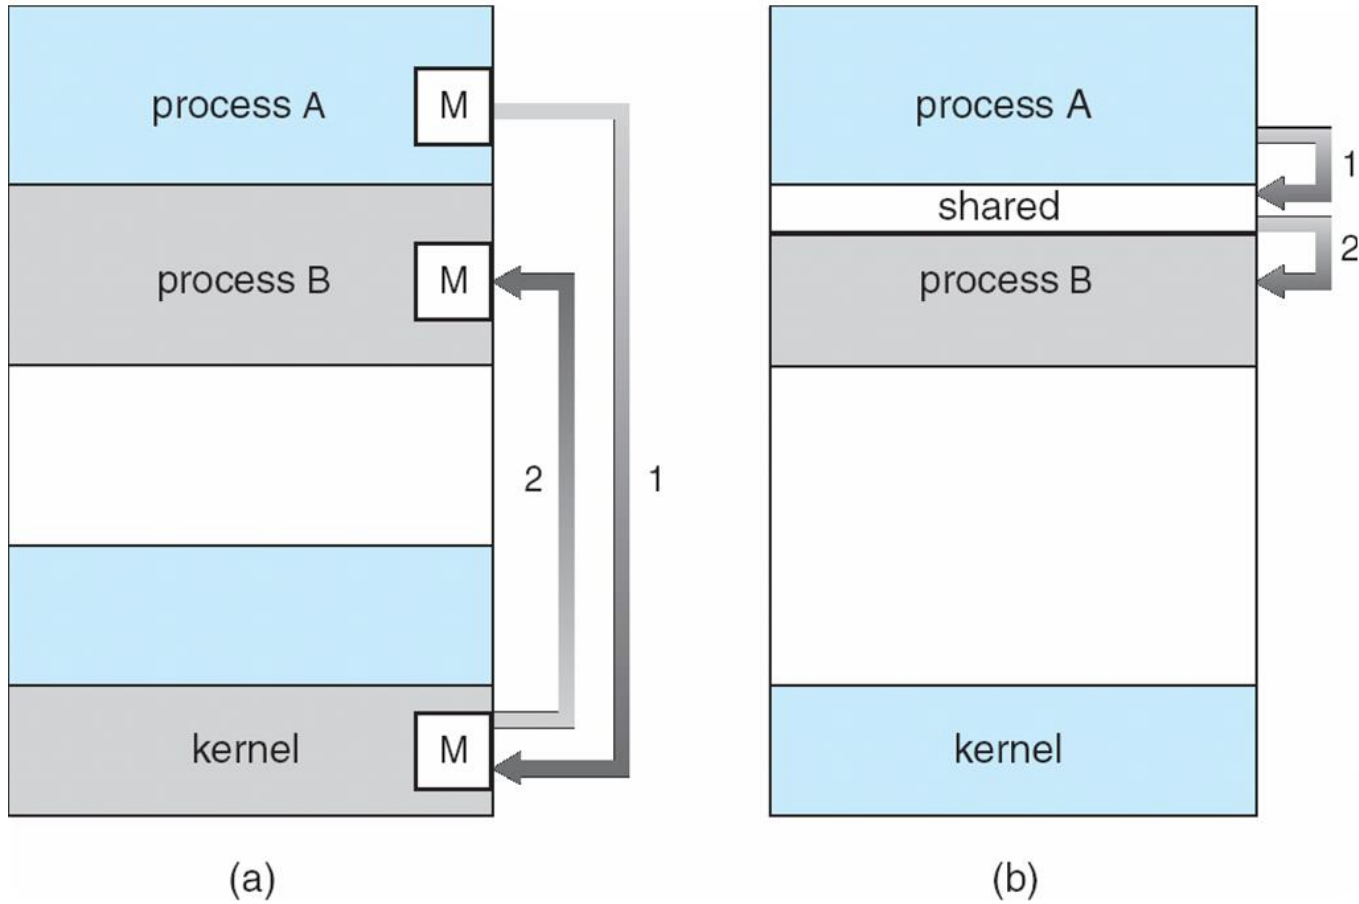 process A
M
process B
M
2
1
kernel
M
(a)
process A
1
shared
2
process B
kernel
(b)